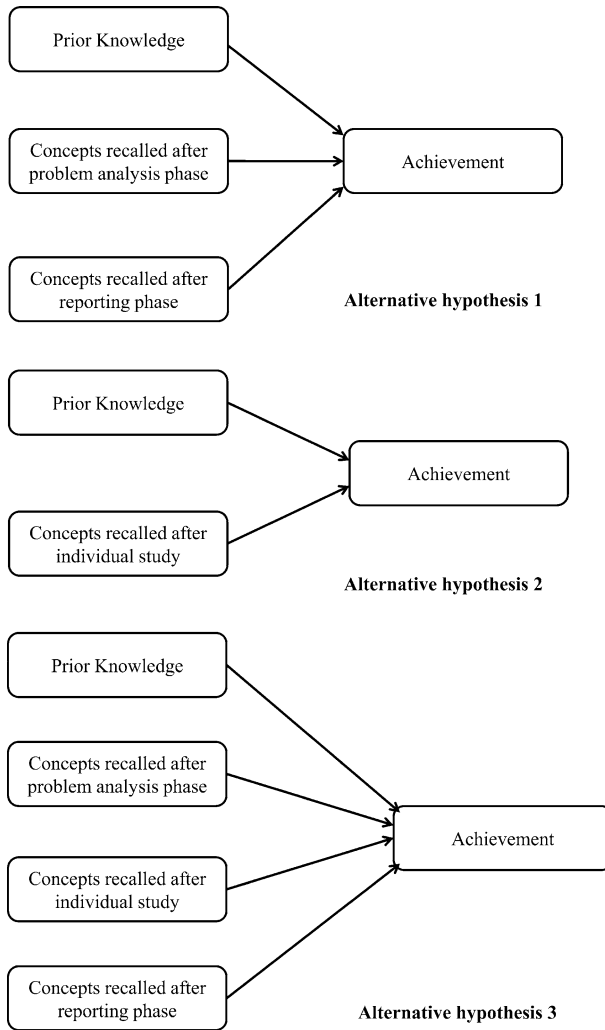 Prior Knowledge
Concepts recalled after
problem analysis phase
Achievement
Concepts recalled after
reporting phase
Alternative hypothesis 1
Prior Knowledge
Achievement
Concepts recalled after
individual study
Alternative hypothesis 2
Prior Knowledge
Concepts recalled after
problem analysis phase
Achievement
Concepts recalled after
individual study
Concepts recalled after
reporting phase
Alternative hypothesis 3